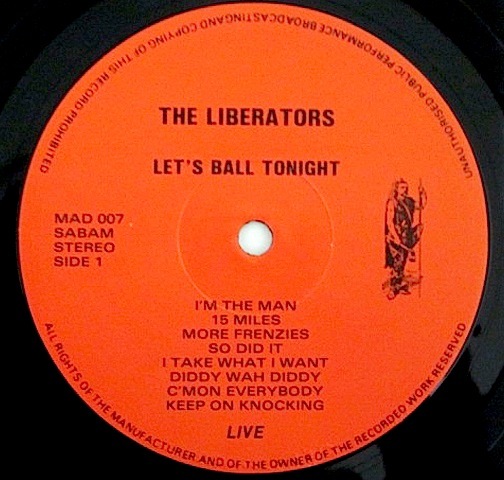 THE LIBERATORS
LET'S BALL TONIGHT
MAD 007
SABAM
STEREO
SIDE 1
I'M THE MAN
15 MILES
MORE FRENZIES
SO DID IT
I TAKE WHAT I WANT
DIDDY WAH DIDDY
C'MON EVERYBODY
KEEP ON KNOCKING
LIVE
ALL RIGHTS OF THE MANUFACTURER AND OF THE OWNER OF THE RECORDED WORK RESERVED
UNAUTHORISED PUBLIC PERFORMANCE BROADCASTING AND COPYING OF THIS RECORD PROHIBITED